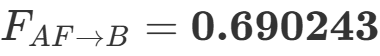 F_{AF→B} = 0.690243